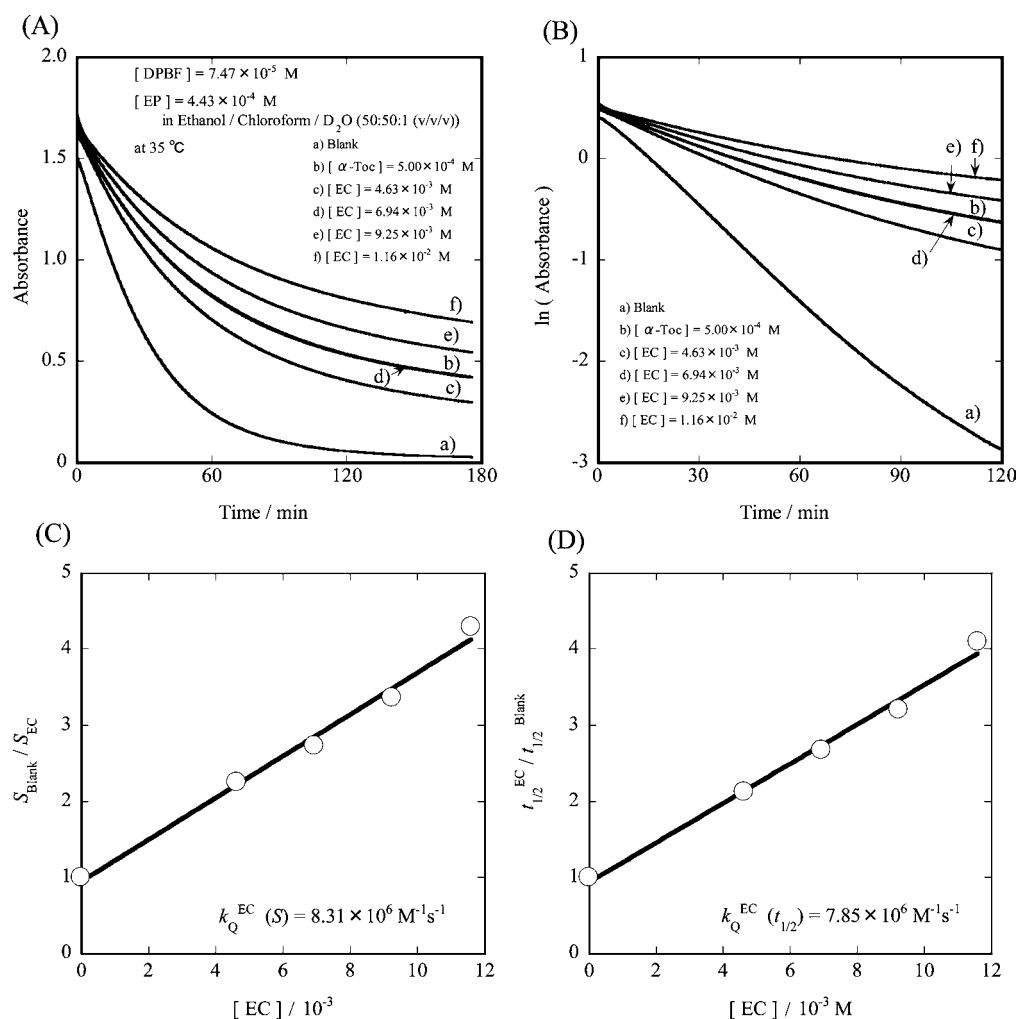 (A)
2.0
1.5
1.0
0.5
0
Absorbance
[ DPBF ] = 7.47 × 10⁻⁵ M
[ EP ] = 4.43 × 10⁻⁴ M
in Ethanol / Chloroform / D₂O (50:50:1 (v/v/v))
at 35 °C
a) Blank
b) [ α-Toc ] = 5.00 × 10⁻⁴ M
c) [ EC ] = 4.63 × 10⁻³ M
d) [ EC ] = 6.94 × 10⁻³ M
e) [ EC ] = 9.25 × 10⁻³ M
f) [ EC ] = 1.16 × 10⁻² M
f)
e)
b)
d)
c)
a)
0 60 120 180
Time / min
(B)
1
0
-1
-2
-3
ln ( Absorbance )
e) f)
b)
c)
d)
a) Blank
b) [ α-Toc ] = 5.00 × 10⁻⁴ M
c) [ EC ] = 4.63 × 10⁻³ M
d) [ EC ] = 6.94 × 10⁻³ M
e) [ EC ] = 9.25 × 10⁻³ M
f) [ EC ] = 1.16 × 10⁻² M
a)
0 30 60 90 120
Time / min
(C)
5
4
3
2
1
0
S_Blank / S_EC
k_Q^EC (S) = 8.31 × 10⁶ M⁻¹s⁻¹
0 2 4 6 8 10 12
[ EC ] / 10⁻³
(D)
5
4
3
2
1
0
t_1/2^EC / t_1/2^Blank
k_Q^EC (t_1/2) = 7.85 × 10⁶ M⁻¹s⁻¹
0 2 4 6 8 10 12
[ EC ] / 10⁻³ M